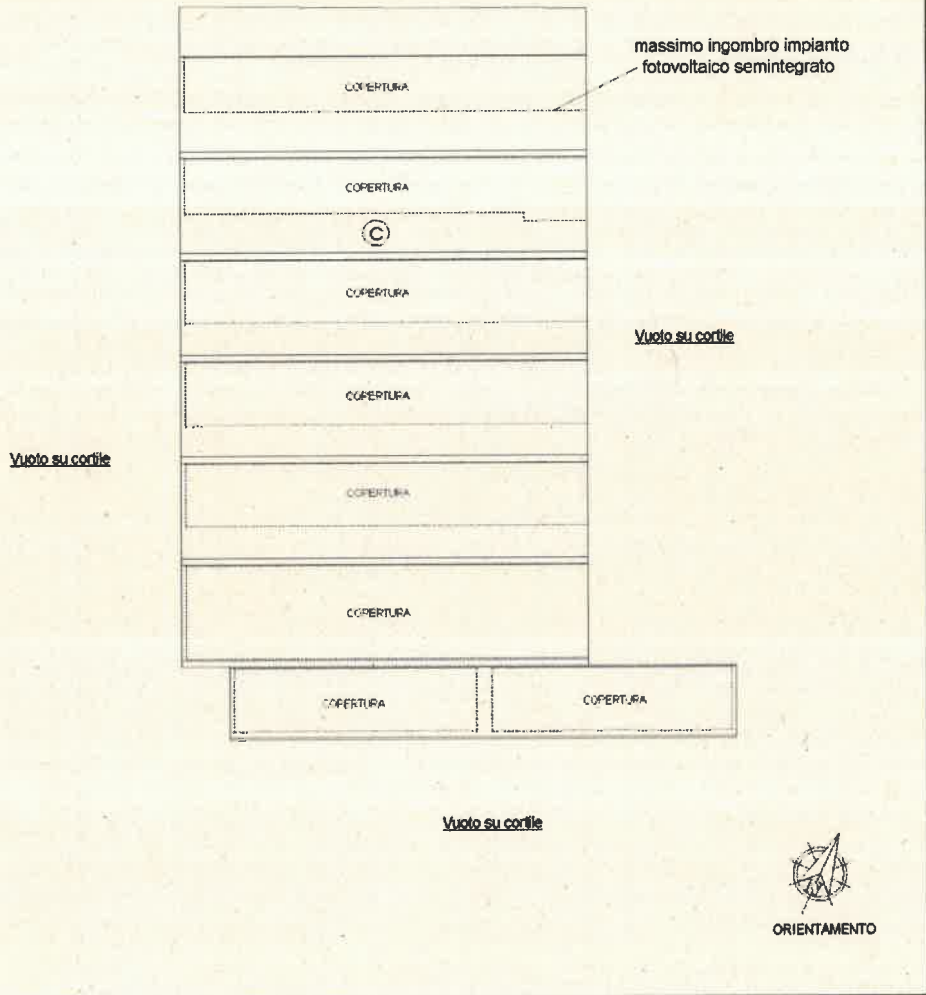 massimo ingombro impianto
fotovoltaico semintegrato
COPERTURA
COPERTURA
C
COPERTURA
Vuoto su cortile
COPERTURA
Vuoto su cortile
COPERTURA
COPERTURA
COPERTURA
COPERTURA
Vuoto su cortile
ORIENTAMENTO